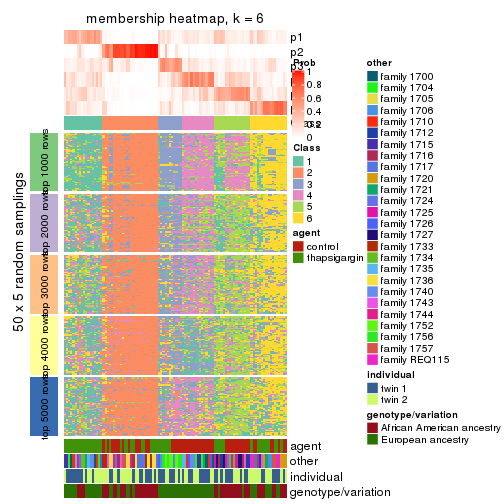 membership heatmap, k = 6
p1
p2
p3
Prob
1
0.8
0.6
0.4
0.2
0
Class
1
2
3
4
5
6
agent
control
thapsigargin
50 x 5 random samplings
top 1000 rows
top 2000 rows
top 3000 rows
top 4000 rows
top 5000 rows
agent
other
individual
genotype/variation
other
family 1700
family 1704
family 1705
family 1706
family 1710
family 1712
family 1715
family 1716
family 1717
family 1720
family 1721
family 1724
family 1725
family 1726
family 1727
family 1733
family 1734
family 1735
family 1736
family 1740
family 1743
family 1744
family 1752
family 1756
family 1757
family REQ115
individual
twin 1
twin 2
genotype/variation
African American ancestry
European ancestry